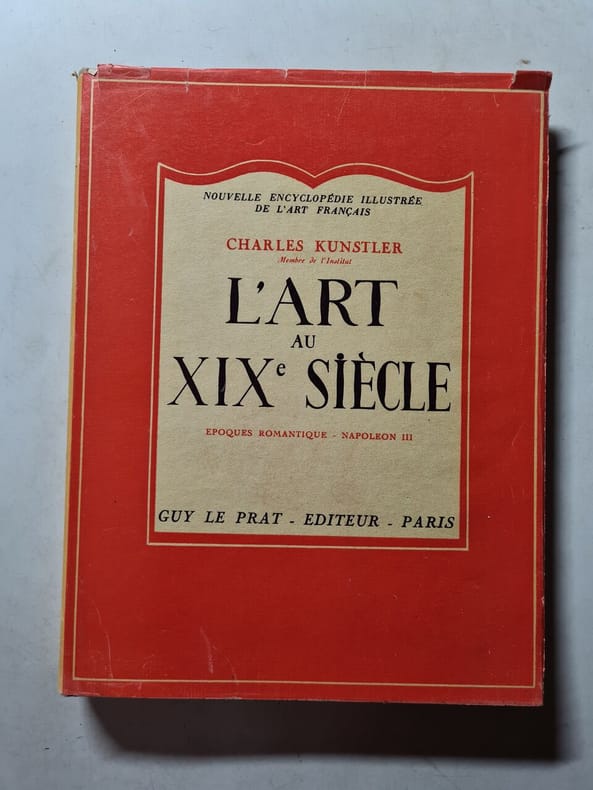 NOUVELLE ENCYCLOPÉDIE ILLUSTRÉE
DE L'ART FRANÇAIS
CHARLES KUNSTLER
Membre de l'Institut
L'ART
AU
XIXe SIÈCLE
EPOQUES ROMANTIQUE - NAPOLEON III
GUY LE PRAT - EDITEUR - PARIS